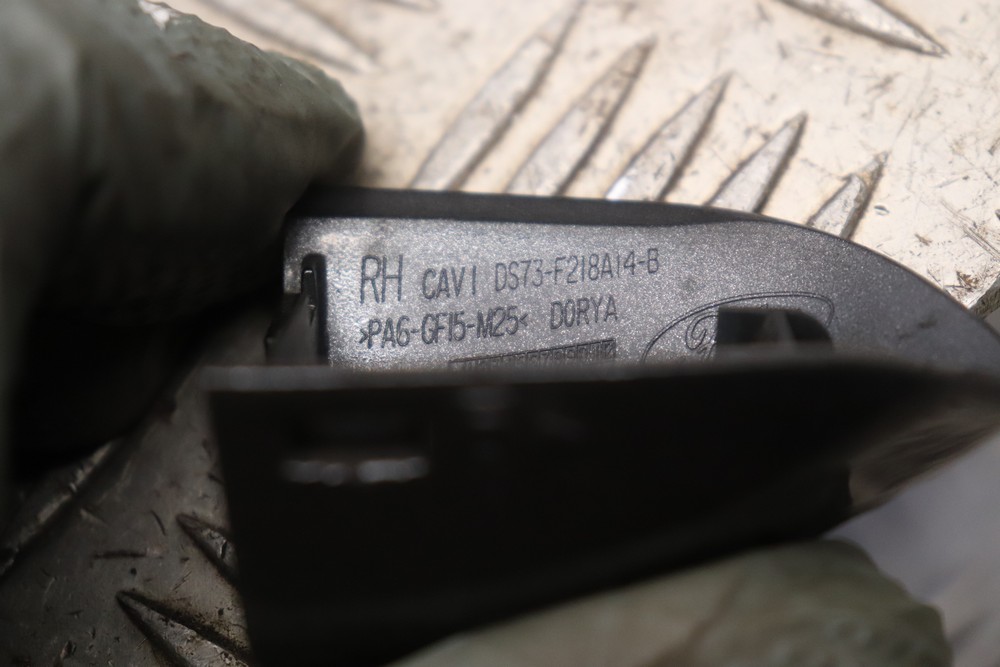 RH CAV1 DS73-F218A14-B
>PA6-GF15-M25< DORYA